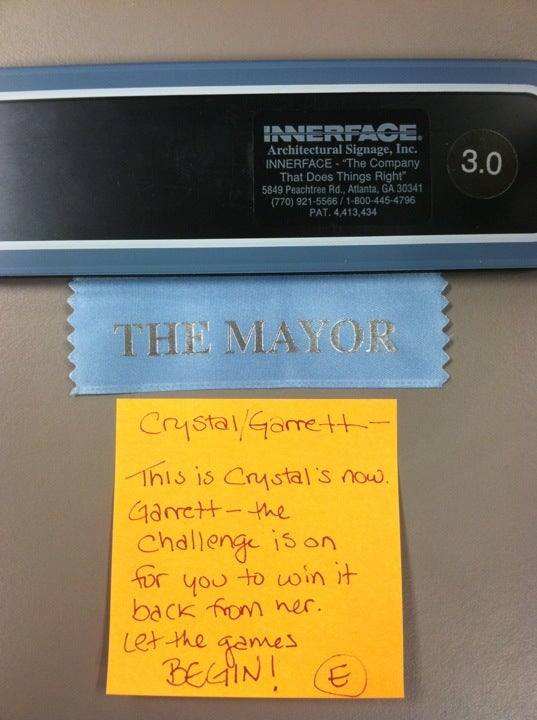 INNERFACE.
Architectural Signage, Inc.
INNERFACE - "The Company
That Does Things Right"
5849 Peachtree Rd., Atlanta, GA 30341
(770) 921-5566 / 1-800-445-4796
PAT. 4,413,434
3.0
THE MAYOR
Crystal/Garrett-
This is Crystal's now.
Garrett - the
challenge is on
for you to win it
back from her.
Let the games
BEGIN! E